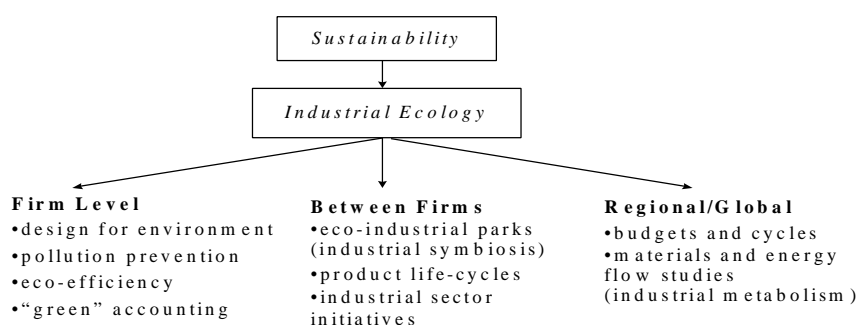 Sustainability
Industrial Ecology
Firm Level
•design for environment
•pollution prevention
•eco-efficiency
•“green” accounting
Between Firms
•eco-industrial parks
(industrial symbiosis)
•product life-cycles
•industrial sector
initiatives
Regional/Global
•budgets and cycles
•materials and energy
flow studies
(industrial metabolism)